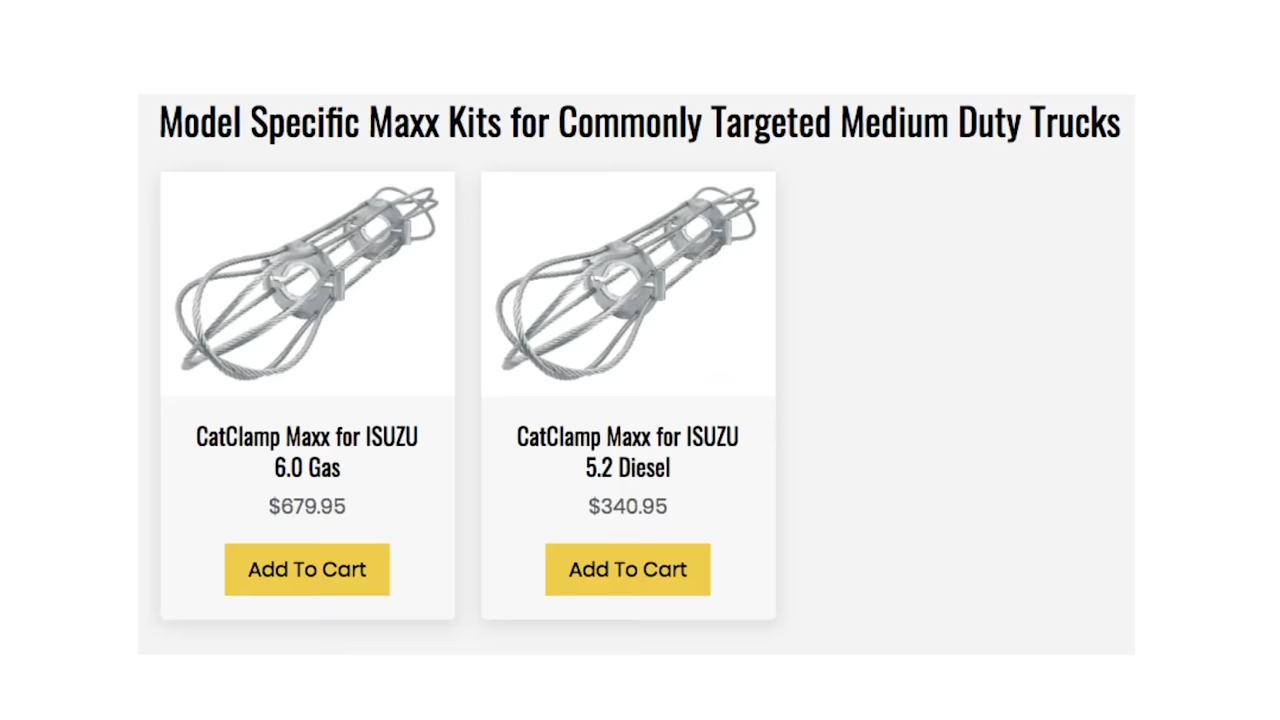 Model Specific Maxx Kits for Commonly Targeted Medium Duty Trucks
CatClamp Maxx for ISUZU
6.0 Gas
$679.95
Add To Cart
CatClamp Maxx for ISUZU
5.2 Diesel
$340.95
Add To Cart